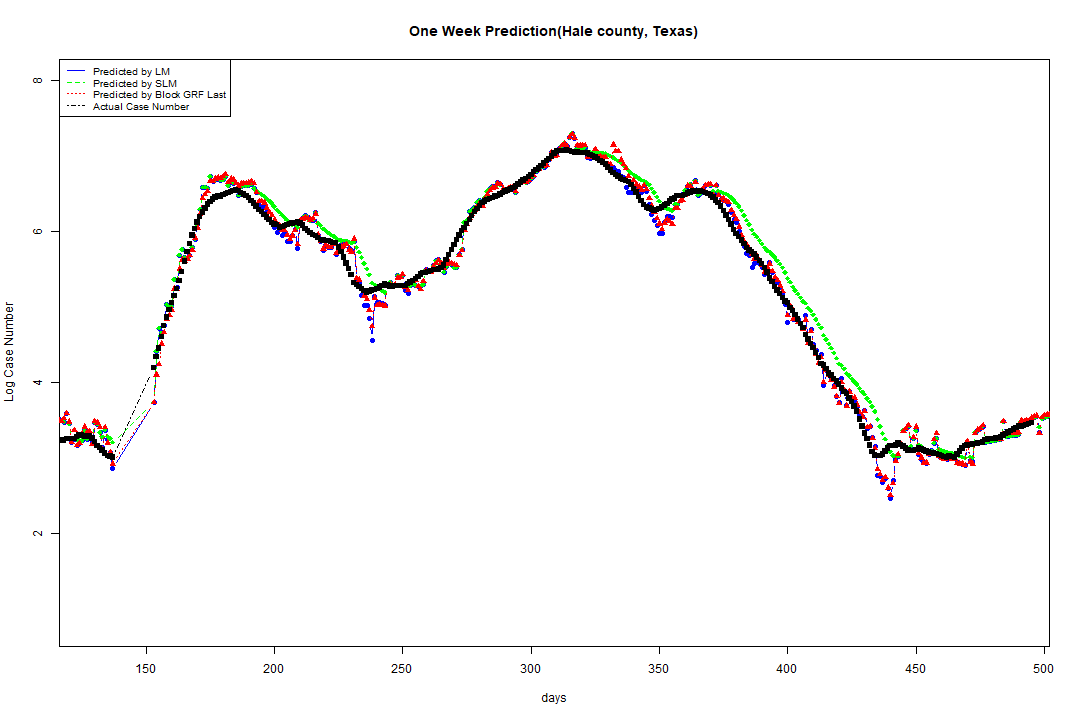 One Week Prediction(Hale county, Texas)
Predicted by LM
Predicted by SLM
Predicted by Block GRF Last
Actual Case Number
8
6
4
2
Log Case Number
150 200 250 300 350 400 450 500
days